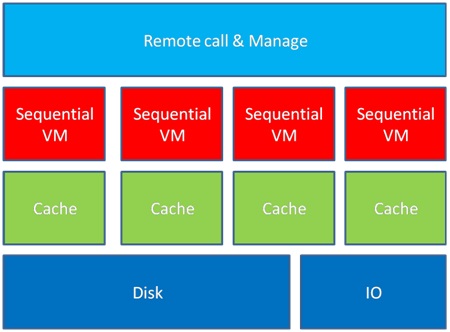 Remote call & Manage
Sequential
VM
Sequential
VM
Sequential
VM
Sequential
VM
Cache
Cache
Cache
Cache
Disk
IO